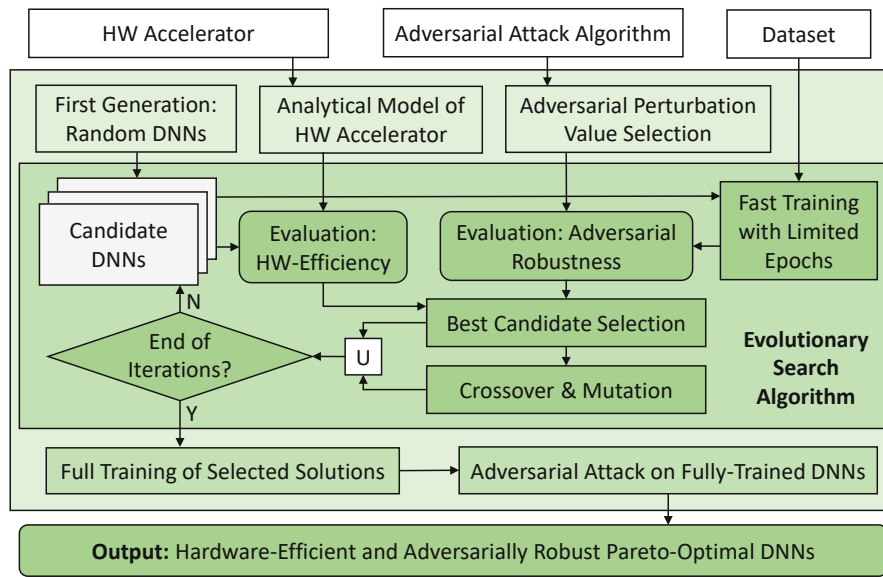 HW Accelerator
Adversarial Attack Algorithm
Dataset
First Generation:
Random DNNs
Analytical Model of
HW Accelerator
Adversarial Perturbation
Value Selection
Candidate
DNNs
Evaluation:
HW-Efficiency
Evaluation: Adversarial
Robustness
Fast Training
with Limited
Epochs
N
Best Candidate Selection
End of
Iterations?
U
Crossover & Mutation
Evolutionary
Search
Algorithm
Y
Full Training of Selected Solutions
Adversarial Attack on Fully-Trained DNNs
Output: Hardware-Efficient and Adversarially Robust Pareto-Optimal DNNs